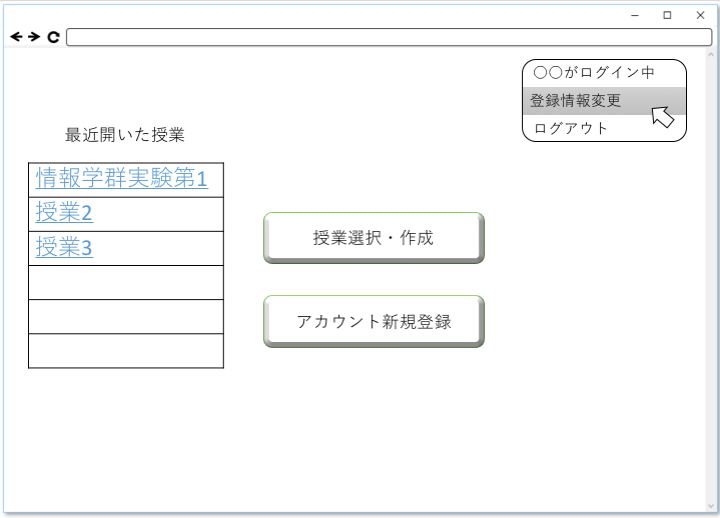 〇〇がログイン中
登録情報変更
ログアウト
最近開いた授業
情報学群実験第1
授業2
授業3
授業選択・作成
アカウント新規登録